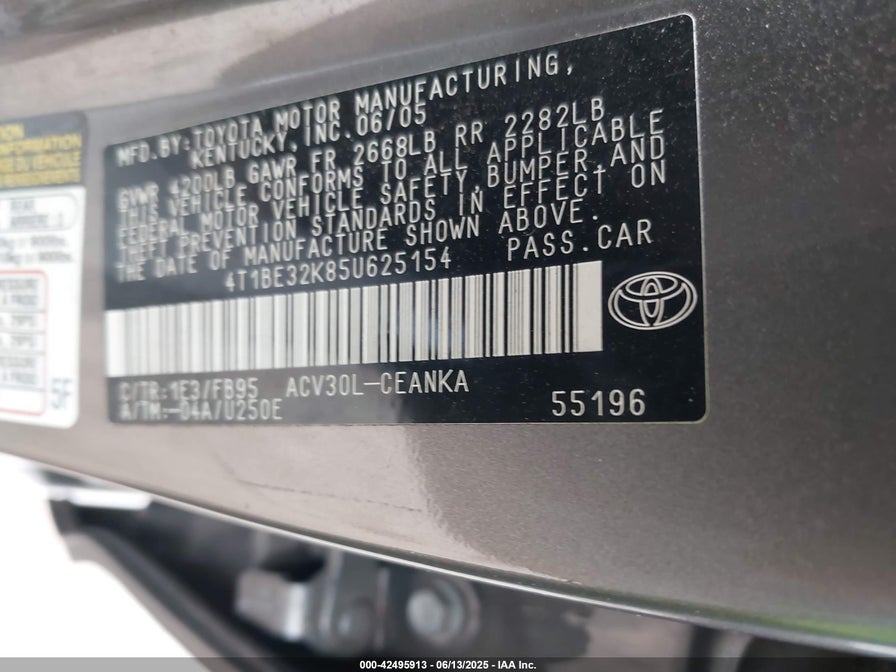 MFD.BY:TOYOTA MOTOR MANUFACTURING,
KENTUCKY,INC.06/05
GVWR 4200LB GAWR FR 2668LB RR 2282LB
THIS VEHICLE CONFORMS TO ALL APPLICABLE
FEDERAL MOTOR VEHICLE SAFETY,BUMPER,AND
THEFT PREVENTION STANDARDS IN EFFECT ON
THE DATE OF MANUFACTURE SHOWN ABOVE.
4T1BE32K85U625154 PASS.CAR
C/TR:1E3/FB95 ACV30L-CEANKA
A/TM:-04A/U250E 55196
INFORMATION
5F
000-42495913 - 06/13/2025 - IAA Inc.